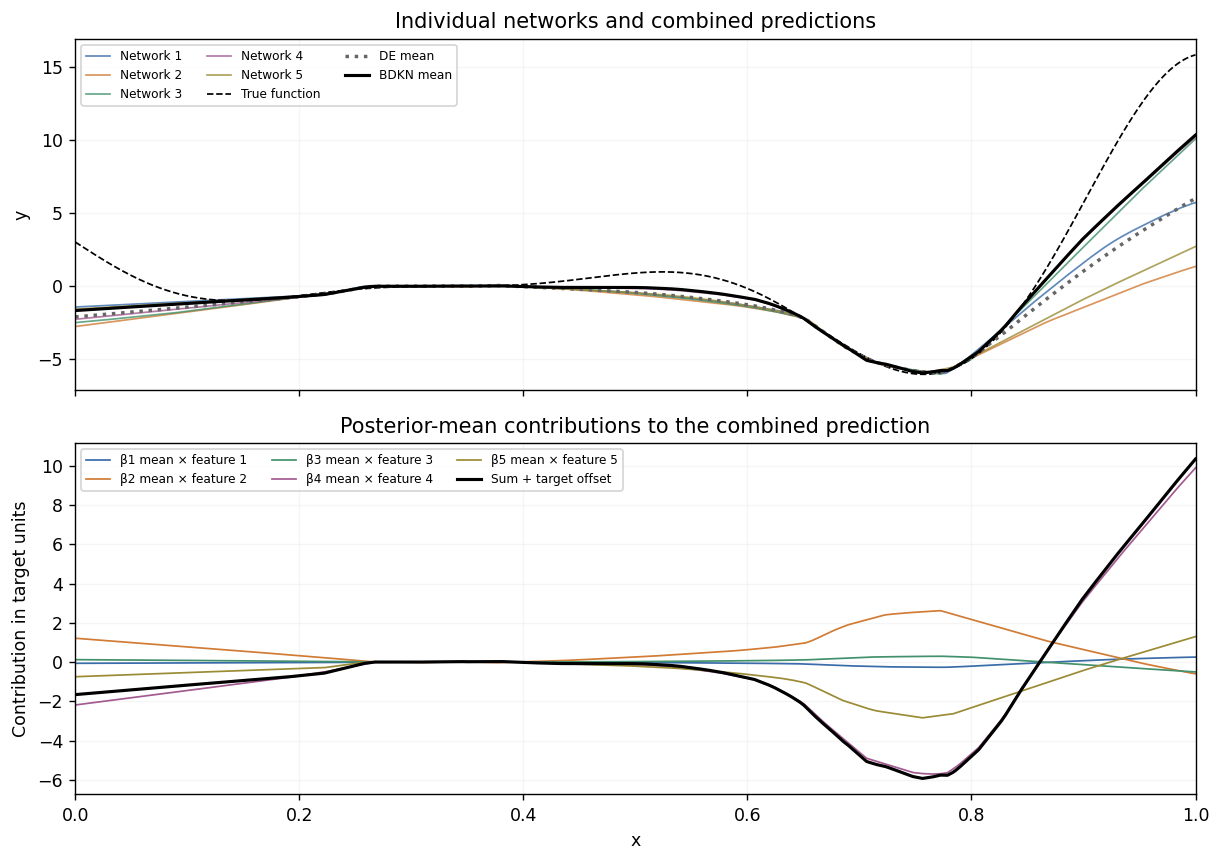 Individual networks and combined predictions
Network 1 Network 4 DE mean
Network 2 Network 5 BDKN mean
Network 3 True function
y
15
10
5
0
−5
Posterior-mean contributions to the combined prediction
β1 mean × feature 1 β3 mean × feature 3 β5 mean × feature 5
β2 mean × feature 2 β4 mean × feature 4 Sum + target offset
Contribution in target units
10
8
6
4
2
0
−2
−4
−6
0.0 0.2 0.4 0.6 0.8 1.0
x